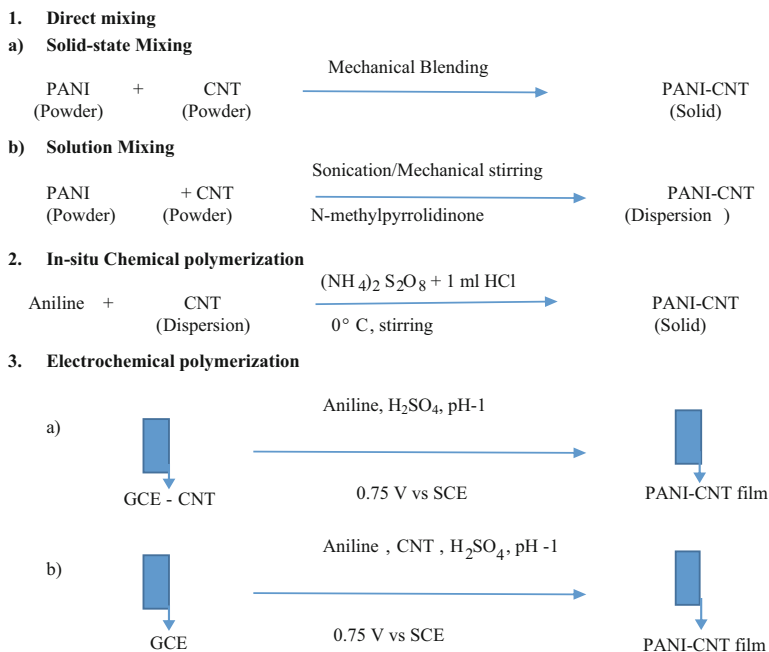 1. Direct mixing
a) Solid-state Mixing
PANI + CNT Mechanical Blending PANI-CNT
(Powder) (Powder) (Solid)
b) Solution Mixing
Sonication/Mechanical stirring
PANI + CNT PANI-CNT
(Powder) (Powder) N-methylpyrrolidinone (Dispersion )
2. In-situ Chemical polymerization
(NH4)2 S2O8 + 1 ml HCl
Aniline + CNT PANI-CNT
(Dispersion) 0° C, stirring (Solid)
3. Electrochemical polymerization
Aniline, H2SO4, pH-1
a)
GCE - CNT 0.75 V vs SCE PANI-CNT film
Aniline , CNT , H2SO4, pH -1
b)
0.75 V vs SCE
GCE PANI-CNT film